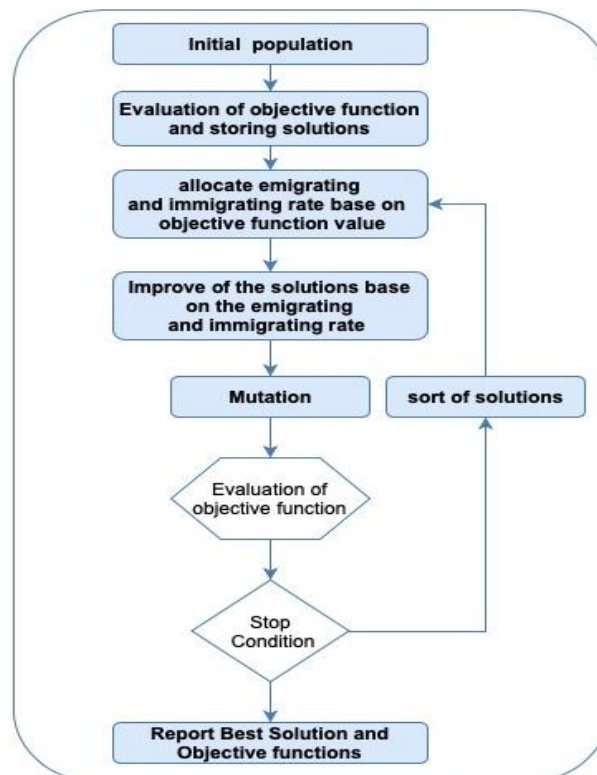 Initial population
Evaluation of objective function
and storing solutions
allocate emigrating
and immigrating rate base on
objective function value
Improve of the solutions base
on the emigrating
and immigrating rate
Mutation
sort of solutions
Evaluation of
objective function
Stop
Condition
Report Best Solution and
Objective functions